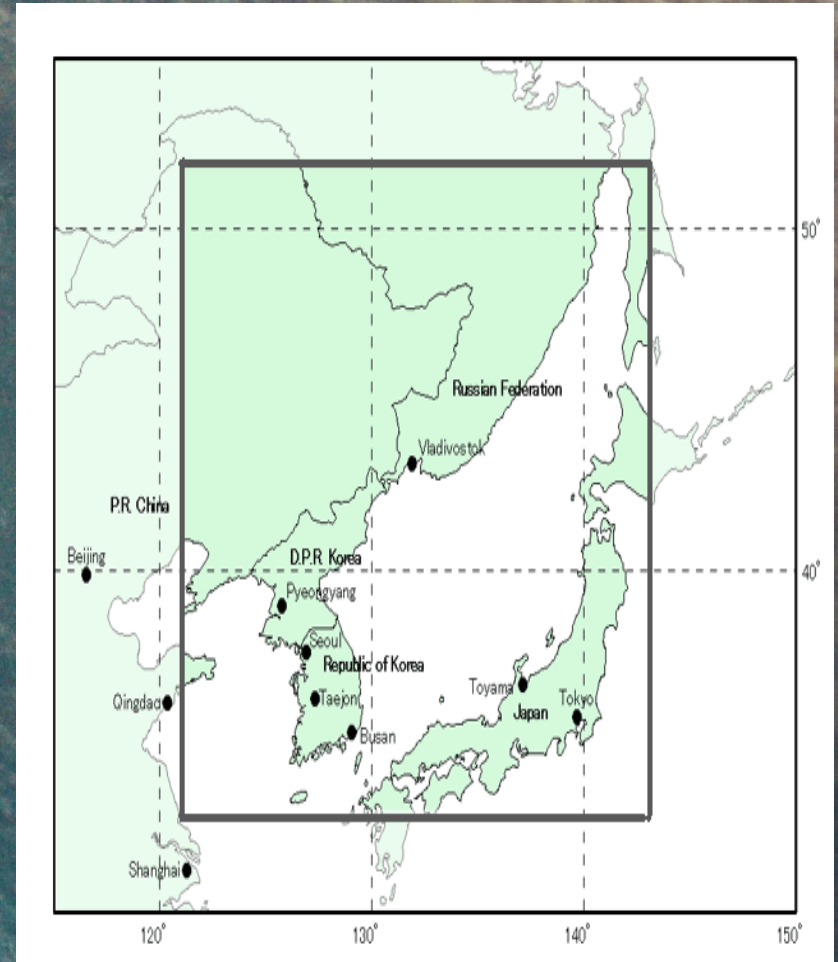 50°
Russian Federation
Vladivostok
P.R. China
Beijing
D.P.R. Korea
40°
Pyeongyang
Seoul
Republic of Korea
Toyama
Qingdao
Taejon
Tokyo
Japan
Busan
Shanghai
120° 130° 140° 150°